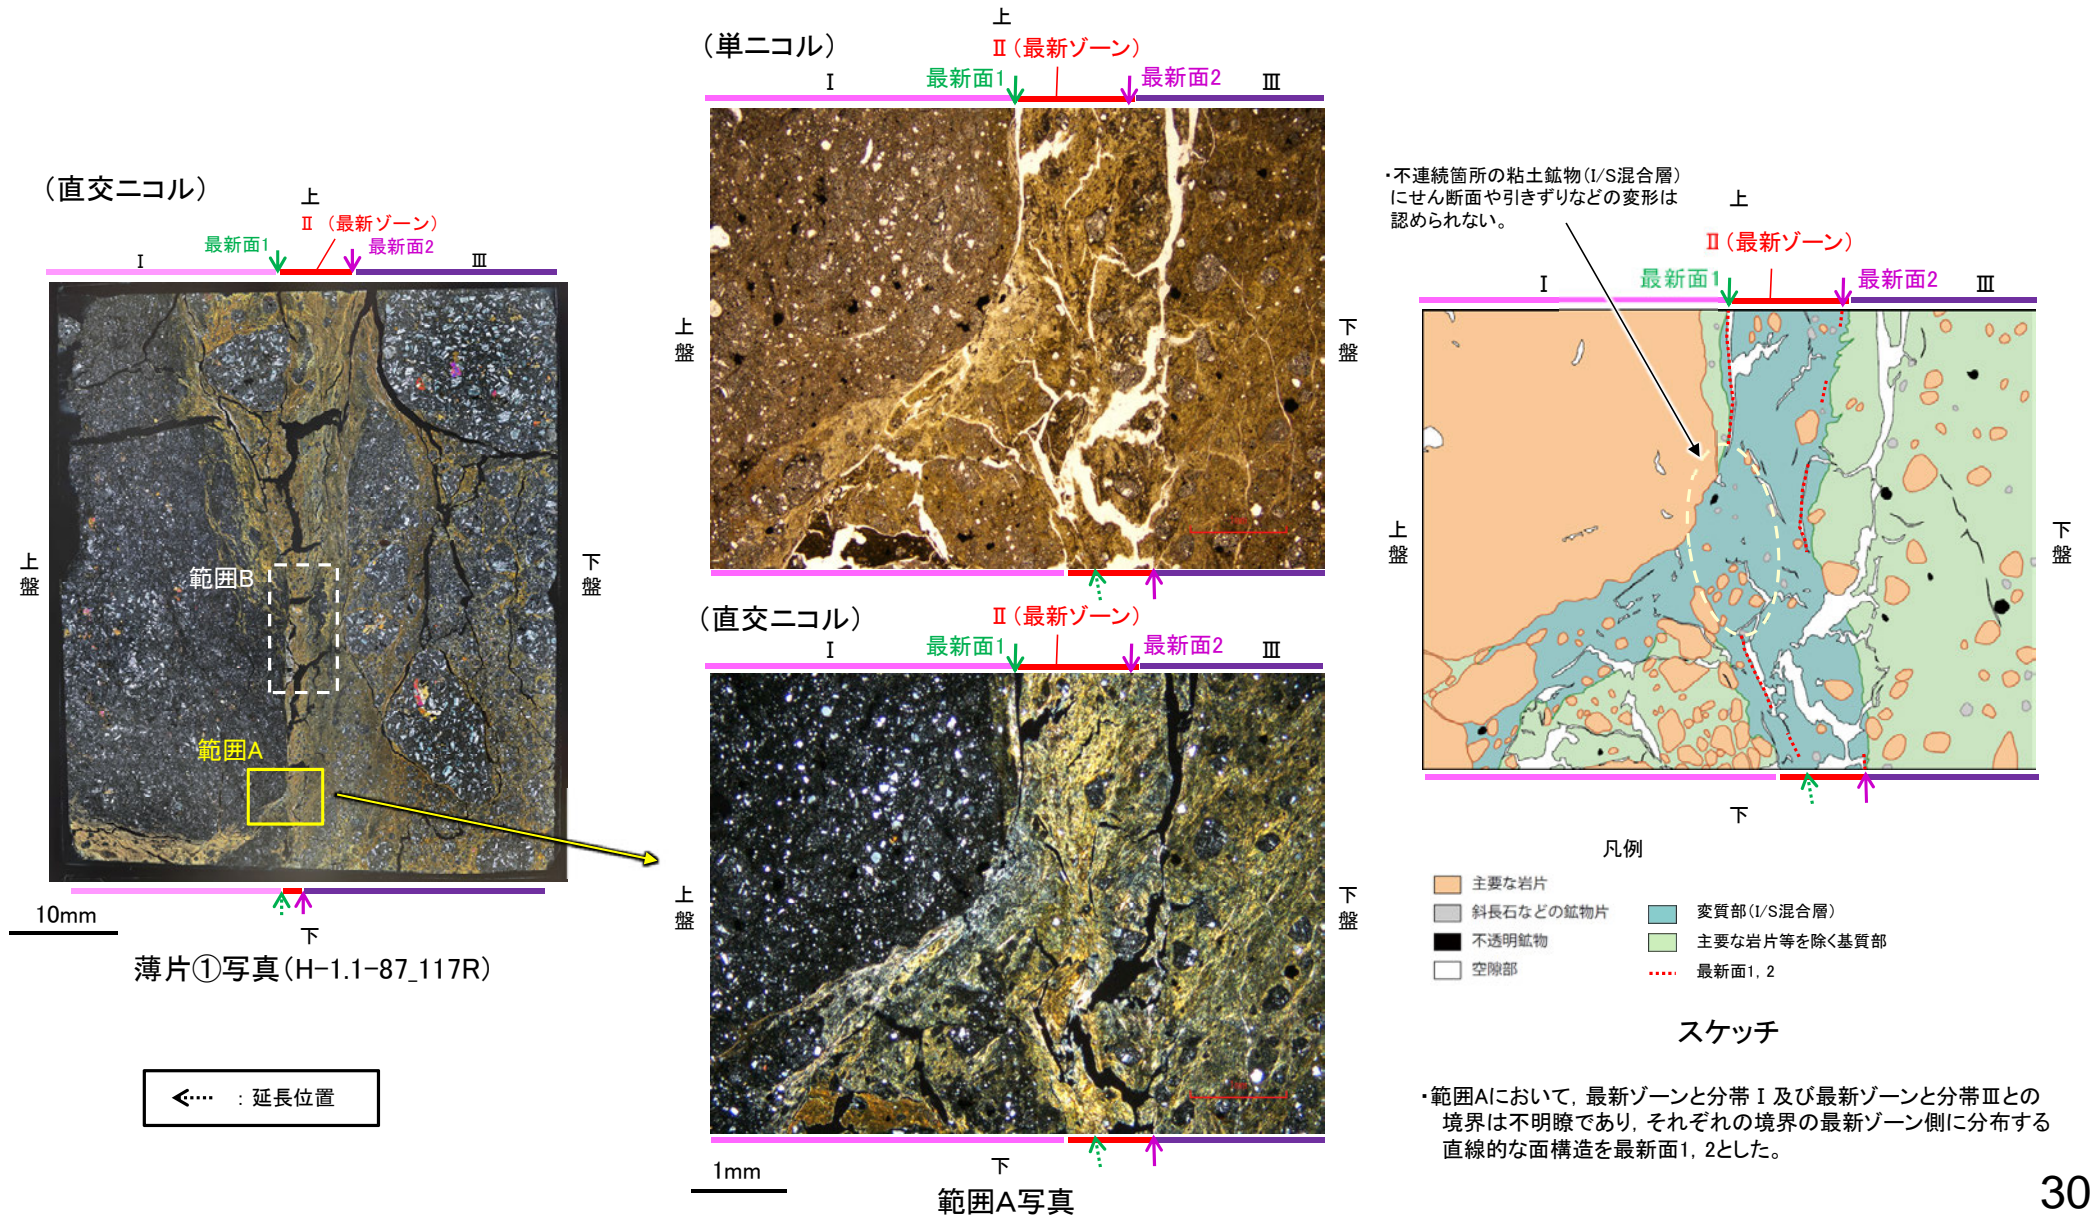 (直交ニコル)
上
Ⅱ (最新ゾーン)
最新面1
最新面2
Ⅰ
Ⅲ
上盤
下盤
範囲B
範囲A
10mm
下
薄片①写真(H-1.1-87_117R)
: 延長位置
(単ニコル)
上
Ⅱ(最新ゾーン)
Ⅰ
最新面1
最新面2
Ⅲ
上盤
下盤
(直交ニコル)
Ⅱ(最新ゾーン)
Ⅰ
最新面1
最新面2
Ⅲ
上盤
下盤
1mm
下
範囲A写真
・不連続箇所の粘土鉱物(I/S混合層)
にせん断面や引きずりなどの変形は
認められない。
上
Ⅱ(最新ゾーン)
Ⅰ
最新面1
最新面2
Ⅲ
上盤
下盤
下
凡例
主要な岩片
斜長石などの鉱物片
不透明鉱物
空隙部
変質部(I/S混合層)
主要な岩片等を除く基質部
最新面1, 2
スケッチ
・範囲Aにおいて, 最新ゾーンと分帯Ⅰ及び最新ゾーンと分帯Ⅲとの
境界は不明瞭であり, それぞれの境界の最新ゾーン側に分布する
直線的な面構造を最新面1, 2とした。
30